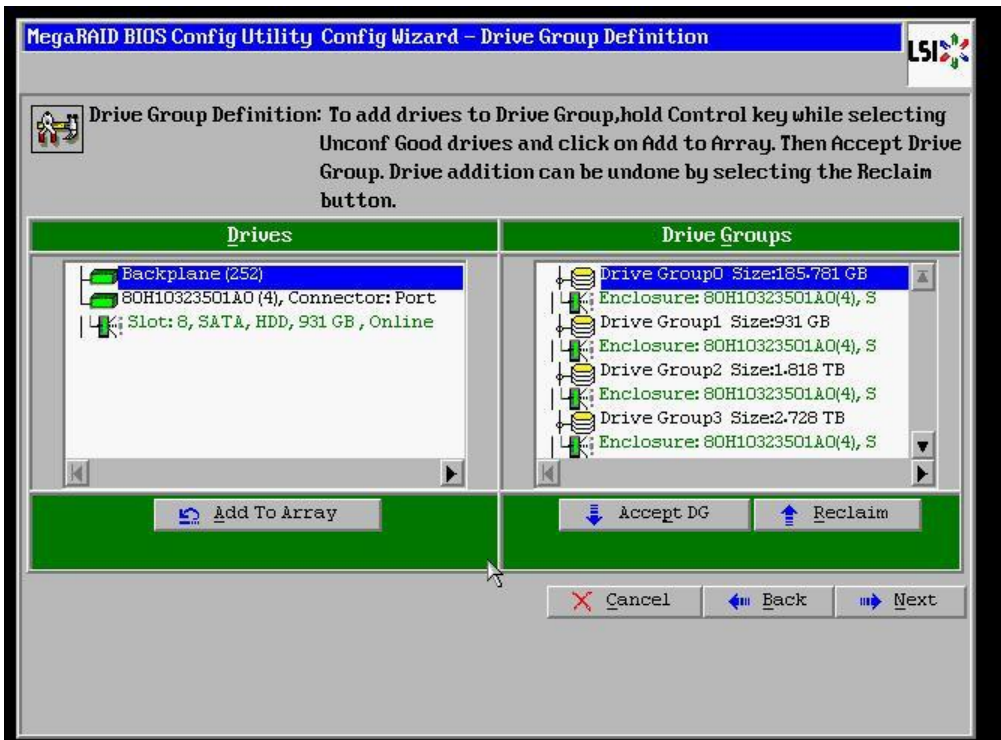 MegaRAID BIOS Config Utility Config Wizard - Drive Group Definition
LSI
Drive Group Definition: To add drives to Drive Group,hold Control key while selecting
Unconf Good drives and click on Add to Array. Then Accept Drive
Group. Drive addition can be undone by selecting the Reclaim
button.
Drives
Backplane (252)
80H10323501A0 (4), Connector: Port
Slot: 8, SATA, HDD, 931 GB , Online
Add To Array
Drive Groups
Drive Group0 Size:185.781 GB
Enclosure: 80H10323501A0(4), S
Drive Group1 Size:931 GB
Enclosure: 80H10323501A0(4), S
Drive Group2 Size:1.818 TB
Enclosure: 80H10323501A0(4), S
Drive Group3 Size:2.728 TB
Enclosure: 80H10323501A0(4), S
Accept DG
Reclaim
Cancel
Back
Next